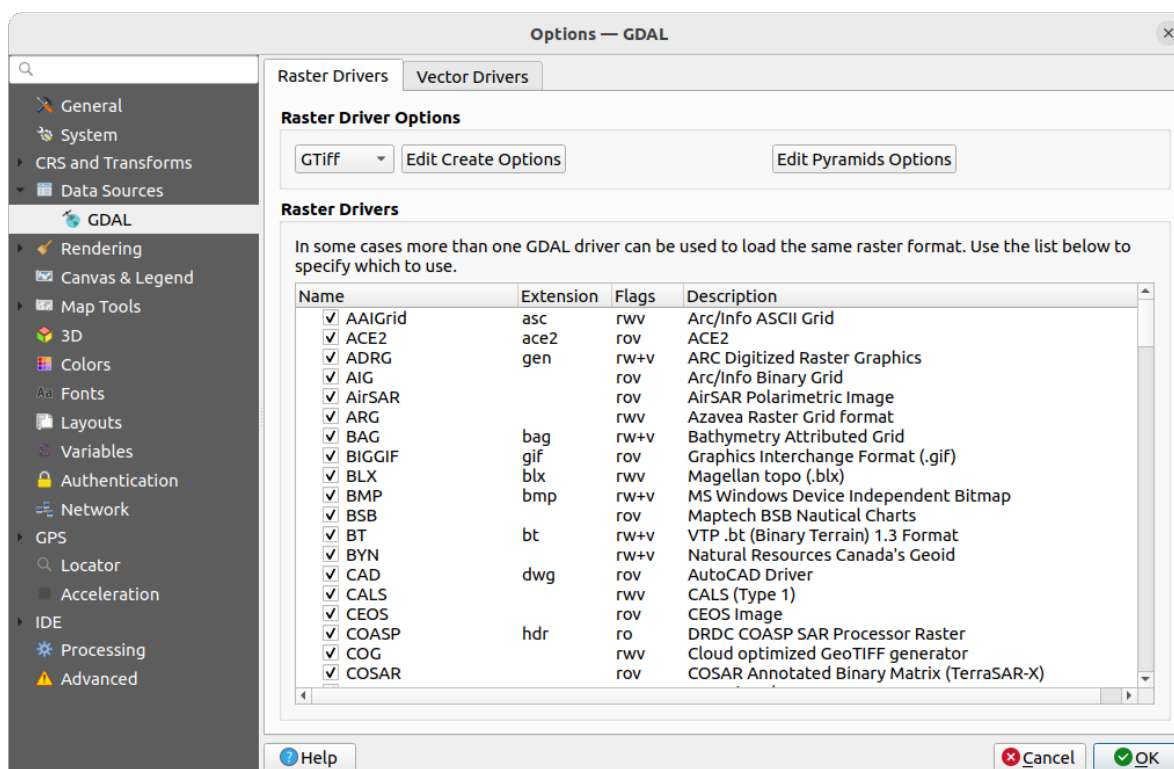 Options — GDAL
General
System
CRS and Transforms
Data Sources
GDAL
Rendering
Canvas & Legend
Map Tools
3D
Colors
Aa Fonts
Layouts
Variables
Authentication
Network
GPS
Locator
Acceleration
IDE
Processing
Advanced
Raster Drivers Vector Drivers
Raster Driver Options
GTiff Edit Create Options Edit Pyramids Options
Raster Drivers
In some cases more than one GDAL driver can be used to load the same raster format. Use the list below to
specify which to use.
Name Extension Flags Description
AAIGrid asc rwv Arc/Info ASCII Grid
ACE2 ace2 rov ACE2
ADRG gen rw+v ARC Digitized Raster Graphics
AIG rov Arc/Info Binary Grid
AirSAR rov AirSAR Polarimetric Image
ARG rwv Azavea Raster Grid format
BAG bag rw+v Bathymetry Attributed Grid
BIGGIF gif rov Graphics Interchange Format (.gif)
BLX blx rwv Magellan topo (.blx)
BMP bmp rw+v MS Windows Device Independent Bitmap
BSB rov Maptech BSB Nautical Charts
BT bt rw+v VTP .bt (Binary Terrain) 1.3 Format
BYN rw+v Natural Resources Canada's Geoid
CAD dwg rov AutoCAD Driver
CALS rwv CALS (Type 1)
CEOS rov CEOS Image
COASP hdr ro DRDC COASP SAR Processor Raster
COG rwv Cloud optimized GeoTIFF generator
COSAR rov COSAR Annotated Binary Matrix (TerraSAR-X)
Help Cancel OK